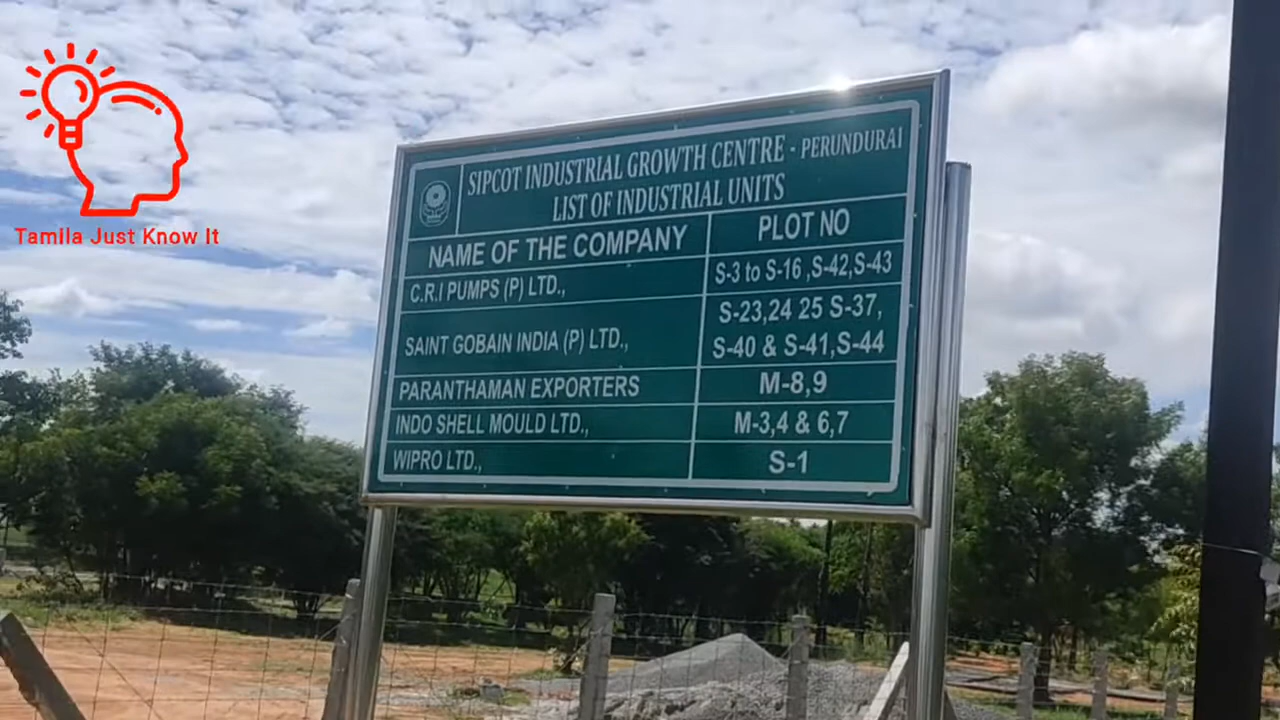 Tamila Just Know It
SIPCOT INDUSTRIAL GROWTH CENTRE - PERUNDURAI
LIST OF INDUSTRIAL UNITS
NAME OF THE COMPANY PLOT NO
C.R.I PUMPS (P) LTD., S-3 to S-16 ,S-42,S-43
SAINT GOBAIN INDIA (P) LTD., S-23,24 25 S-37,
S-40 & S-41,S-44
PARANTHAMAN EXPORTERS M-8,9
INDO SHELL MOULD LTD., M-3,4 & 6,7
WIPRO LTD., S-1